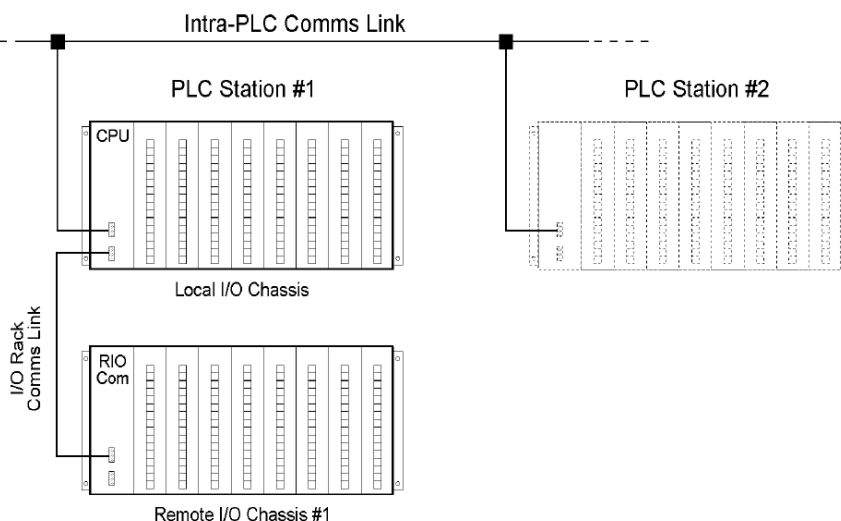 Intra-PLC Comms Link
PLC Station #1
PLC Station #2
CPU
Local I/O Chassis
I/O Rack
Comms Link
RIO
Com
Remote I/O Chassis #1